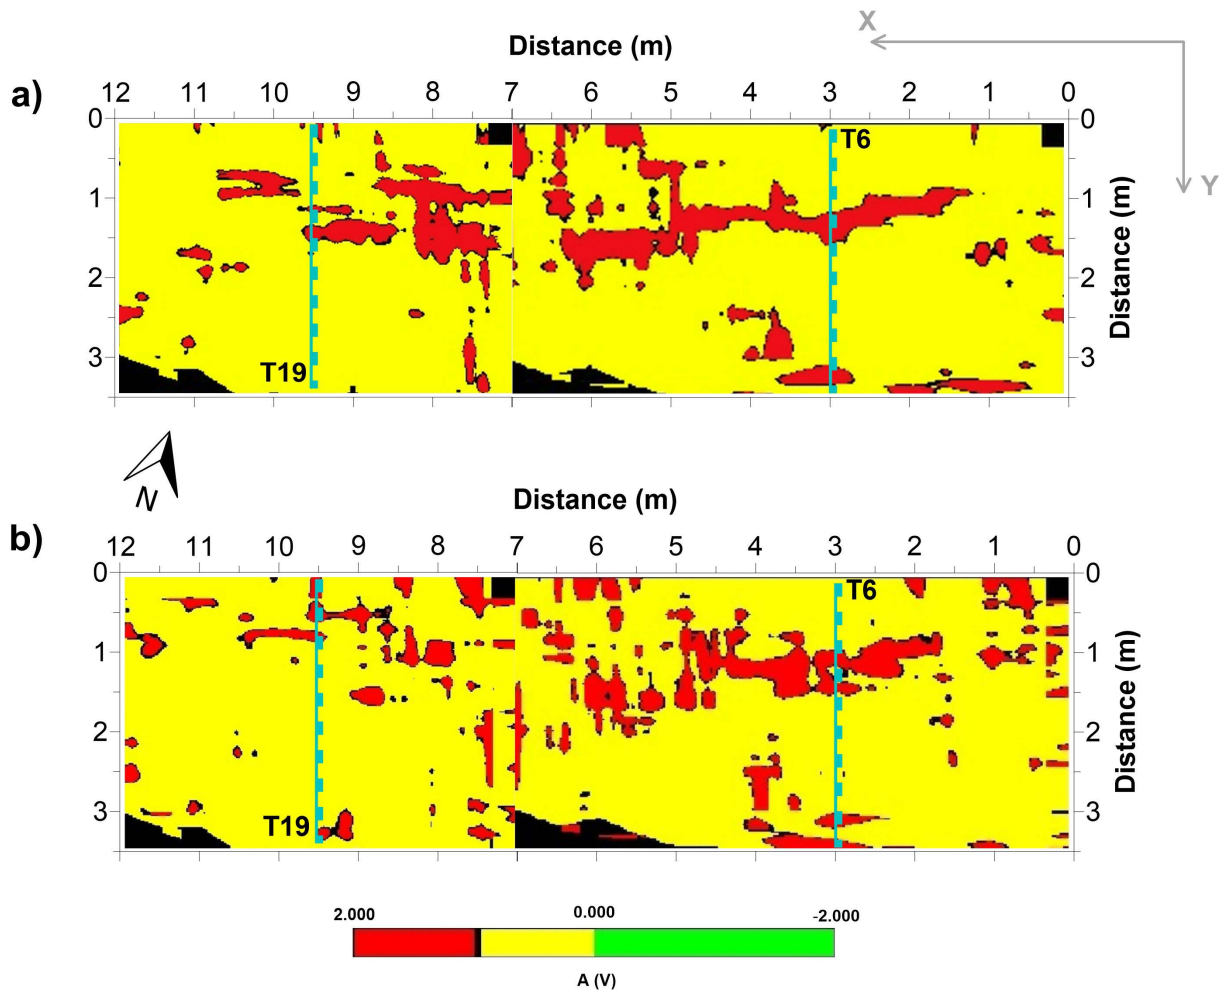 X
Distance (m)
a)
12 11 10 9 8 7 6 5 4 3 2 1 0
0 T6 0
Y
1 1
2 2
Distance (m)
3 3
T19
N
Distance (m)
b)
12 11 10 9 8 7 6 5 4 3 2 1 0
0 T6 0
1 1
2 2
Distance (m)
3 3
T19
2.000 0.000 -2.000
A (V)